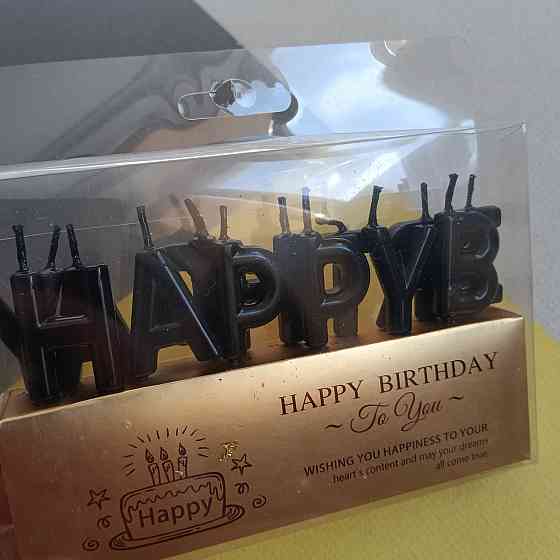 HAPPYB
HAPPY BIRTHDAY
~ To You ~
WISHING YOU HAPPINESS TO YOUR
heart's content and may your dreams
all come true
Happy